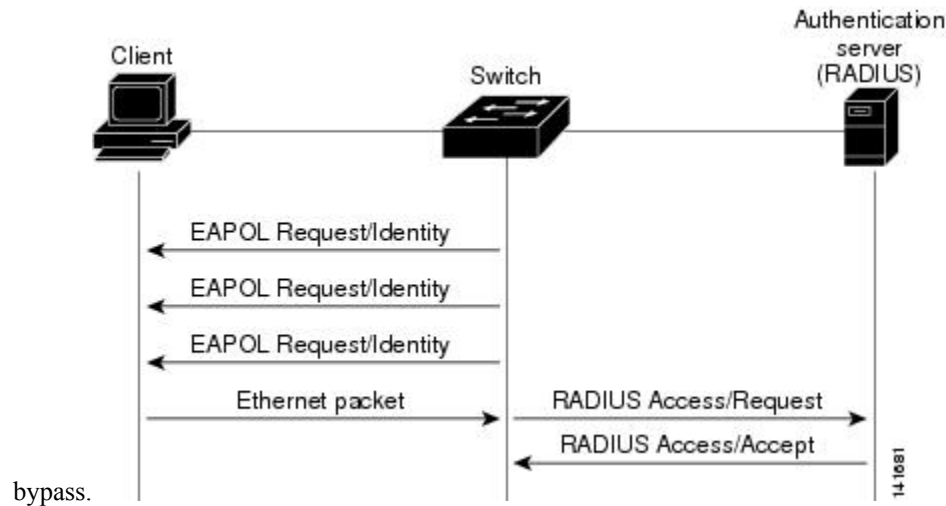 Authentication
server
(RADIUS)
Client
Switch
EAPOL Request/Identity
EAPOL Request/Identity
EAPOL Request/Identity
Ethernet packet
RADIUS Access/Request
RADIUS Access/Accept
141681
bypass.